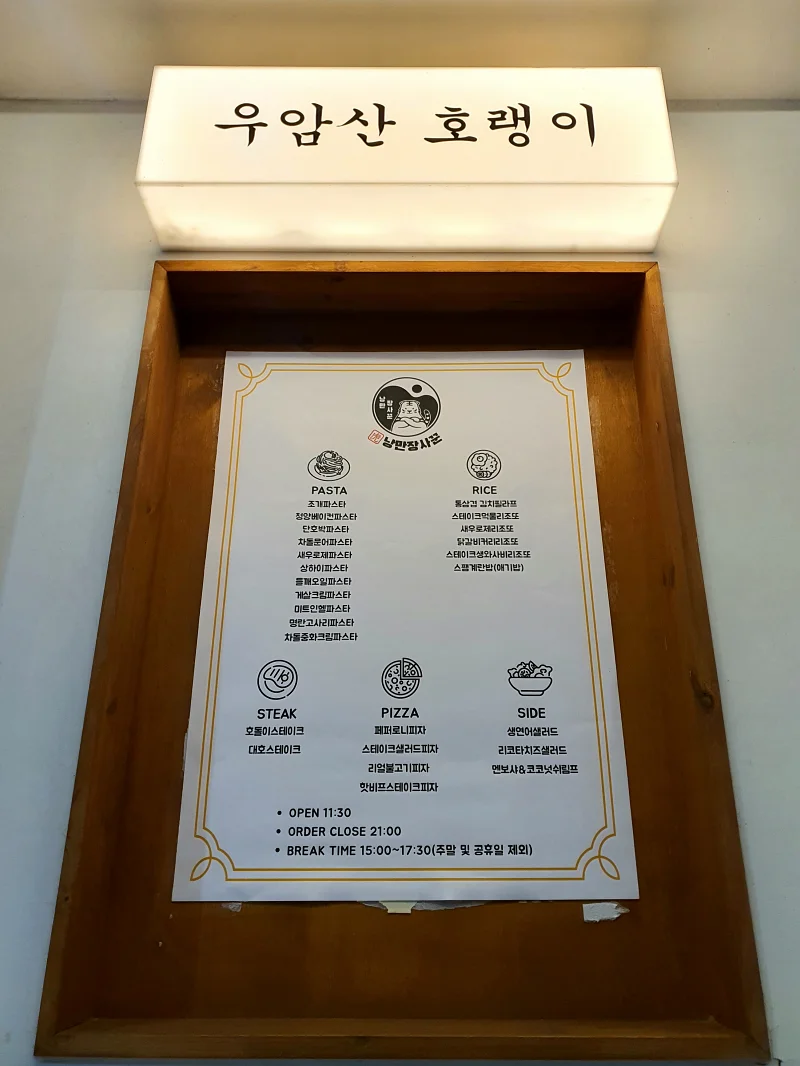 우암산 호랭이
낭만 장사꾼
낭만장사꾼
PASTA
조개파스타
청양베이컨파스타
단호박파스타
차돌문어파스타
새우로제파스타
상하이파스타
들깨오일파스타
게살크림파스타
미트인헬파스타
명란고사리파스타
차돌중화크림파스타
RICE
통삼겹 김치필라프
스테이크먹물리조또
새우로제리조또
닭갈비커리리조또
스테이크생와사비리조또
스팸계란밥(애기밥)
STEAK
호돌이스테이크
대호스테이크
PIZZA
페퍼로니피자
스테이크샐러드피자
리얼불고기피자
핫비프스테이크피자
SIDE
생연어샐러드
리코타치즈샐러드
멘보샤&코코넛쉬림프
• OPEN 11:30
• ORDER CLOSE 21:00
• BREAK TIME 15:00~17:30(주말 및 공휴일 제외)